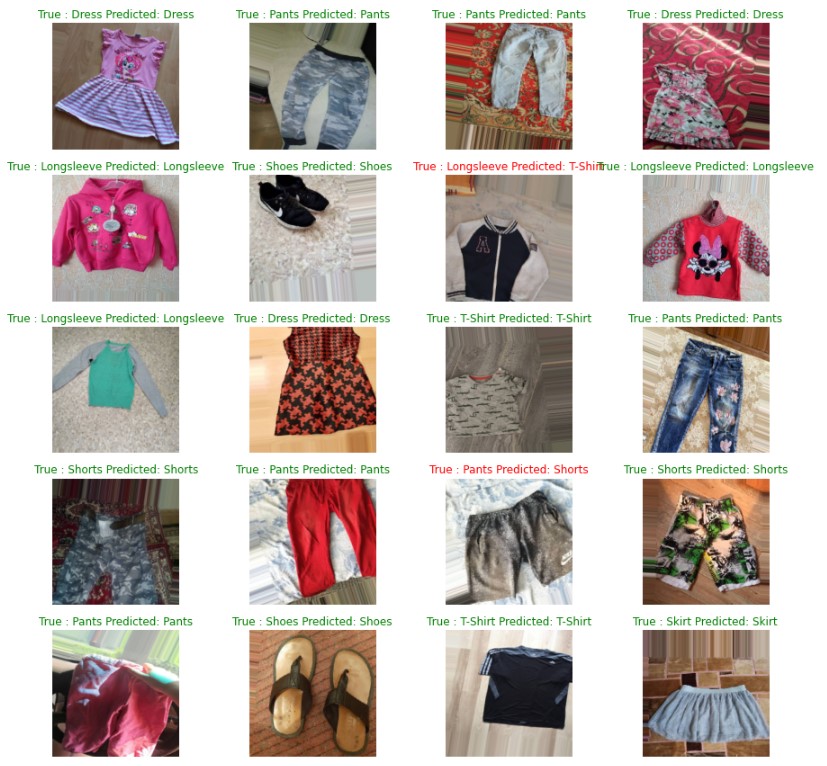 True : Dress Predicted: Dress
True : Pants Predicted: Pants
True : Pants Predicted: Pants
True : Dress Predicted: Dress
True : Longsleeve Predicted: Longsleeve
True : Shoes Predicted: Shoes
True : Longsleeve Predicted: T-Shirt
True : Longsleeve Predicted: Longsleeve
A
True : Longsleeve Predicted: Longsleeve
True : Dress Predicted: Dress
True : T-Shirt Predicted: T-Shirt
True : Pants Predicted: Pants
True : Shorts Predicted: Shorts
True : Pants Predicted: Pants
True : Pants Predicted: Shorts
True : Shorts Predicted: Shorts
True : Pants Predicted: Pants
True : Shoes Predicted: Shoes
True : T-Shirt Predicted: T-Shirt
True : Skirt Predicted: Skirt